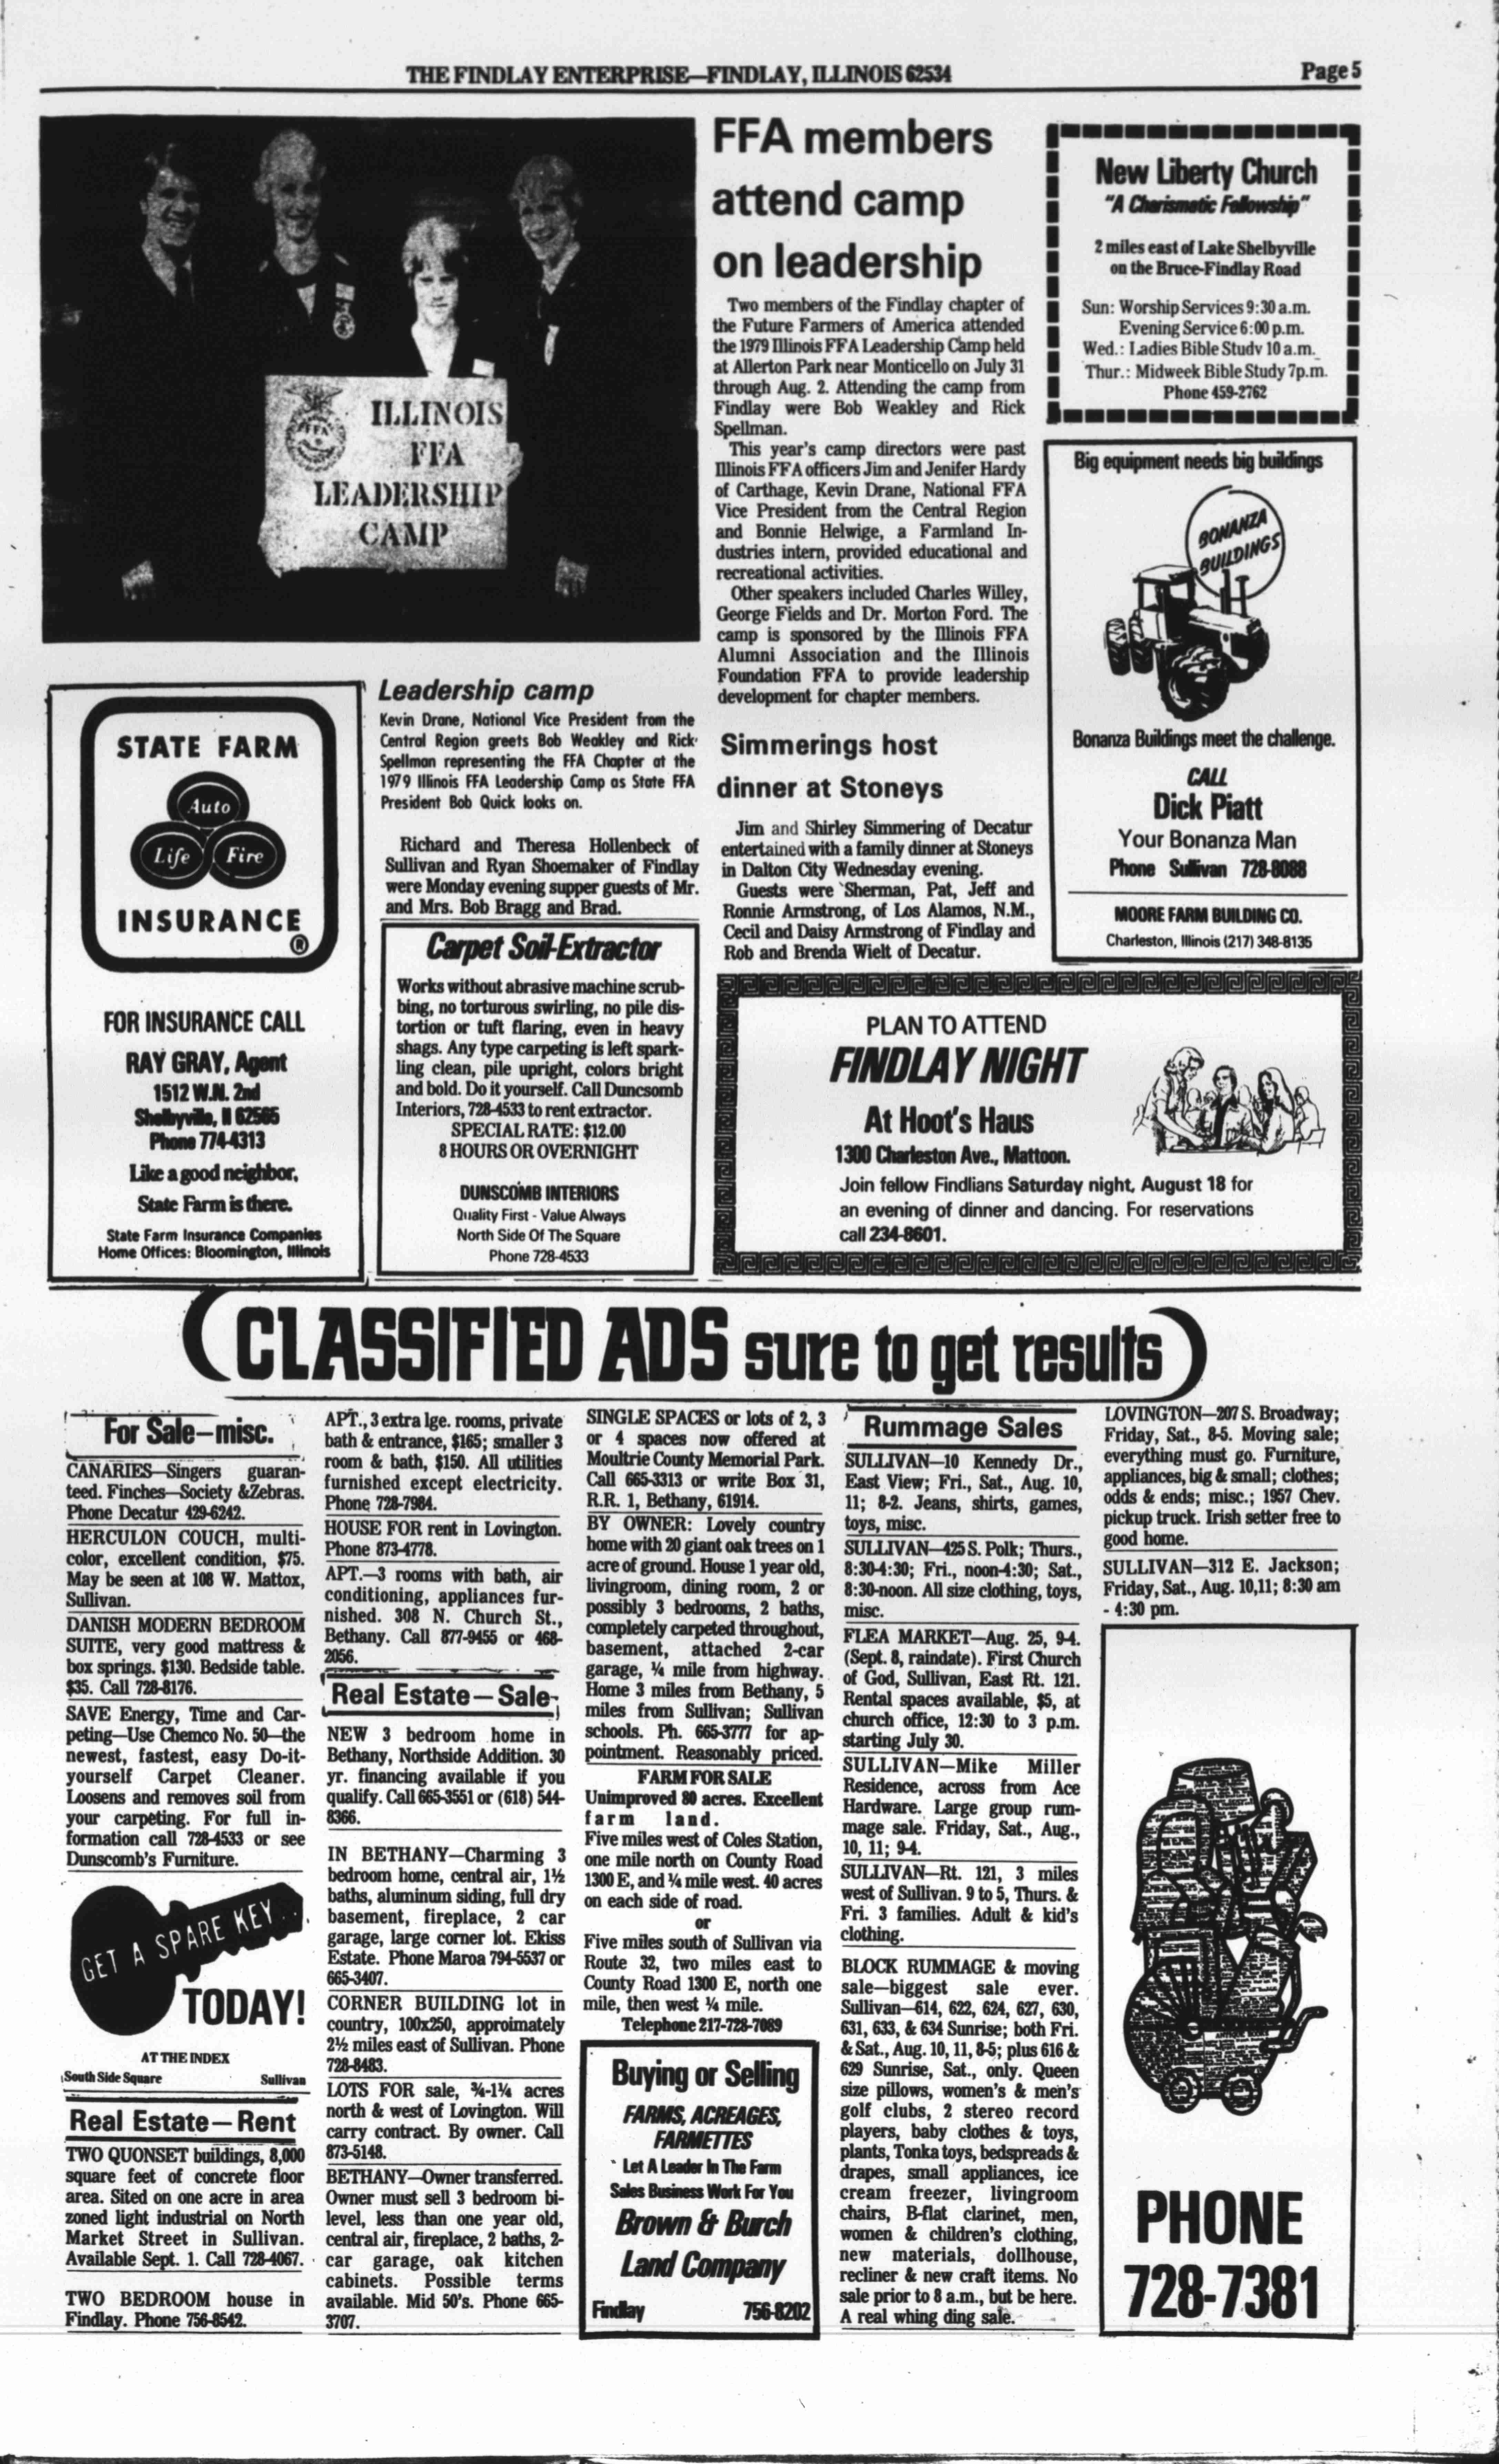 THE FINDLAY ENTERPRISE—FINDLAY, ILLINOIS 62534
Page 5
ILLINOIS
FFA
LEADERSHIP
CAMP
Leadership camp
Kevin Drane, National Vice President from the
Central Region greets Bob Weakley and Rick
Spellman representing the FFA Chapter at the
1979 Illinois FFA Leadership Camp as State FFA
President Bob Quick looks on.
Richard and Theresa Hollenbeck of
Sullivan and Ryan Shoemaker of Findlay
were Monday evening supper guests of Mr.
and Mrs. Bob Bragg and Brad.
FFA members
attend camp
on leadership
Two members of the Findlay chapter of
the Future Farmers of America attended
the 1979 Illinois FFA Leadership Camp held
at Allerton Park near Monticello on July 31
through Aug. 2. Attending the camp from
Findlay were Bob Weakley and Rick
Spellman.
This year's camp directors were past
Illinois FFA officers Jim and Jenifer Hardy
of Carthage, Kevin Drane, National FFA
Vice President from the Central Region
and Bonnie Helwige, a Farmland In-
dustries intern, provided educational and
recreational activities.
Other speakers included Charles Willey,
George Fields and Dr. Morton Ford. The
camp is sponsored by the Illinois FFA
Alumni Association and the Illinois
Foundation FFA to provide leadership
development for chapter members.
Simmerings host
dinner at Stoneys
Jim and Shirley Simmering of Decatur
entertained with a family dinner at Stoneys
in Dalton City Wednesday evening.
Guests were Sherman, Pat, Jeff and
Ronnie Armstrong, of Los Alamos, N.M.,
Cecil and Daisy Armstrong of Findlay and
Rob and Brenda Wielt of Decatur.
New Liberty Church
"A Charismatic Fellowship"
2 miles east of Lake Shelbyville
on the Bruce-Findlay Road
Sun: Worship Services 9:30 a.m.
Evening Service 6:00 p.m.
Wed.: Ladies Bible Study 10 a.m.
Thur.: Midweek Bible Study 7p.m.
Phone 459-2762
Big equipment needs big buildings
BONANZA
BUILDINGS
Bonanza Buildings meet the challenge.
CALL
Dick Piatt
Your Bonanza Man
Phone Sullivan 728-8088
MOORE FARM BUILDING CO.
Charleston, Illinois (217) 348-8135
STATE FARM
Auto
Life Fire
INSURANCE
®
FOR INSURANCE CALL
RAY GRAY, Agent
1512 W.N. 2nd
Shelbyville, Il 62565
Phone 774-4313
Like a good neighbor,
State Farm is there.
State Farm Insurance Companies
Home Offices: Bloomington, Illinois
Carpet Soil-Extractor
Works without abrasive machine scrub-
bing, no torturous swirling, no pile dis-
tortion or tuft flaring, even in heavy
shags. Any type carpeting is left spark-
ling clean, pile upright, colors bright
and bold. Do it yourself. Call Duncsomb
Interiors, 728-4533 to rent extractor.
SPECIAL RATE: $12.00
8 HOURS OR OVERNIGHT
DUNSCOMB INTERIORS
Quality First - Value Always
North Side Of The Square
Phone 728-4533
PLAN TO ATTEND
FINDLAY NIGHT
At Hoot's Haus
1300 Charleston Ave., Mattoon.
Join fellow Findlians Saturday night, August 18 for
an evening of dinner and dancing. For reservations
call 234-8601.
CLASSIFIED ADS sure to get results
For Sale—misc.
CANARIES—Singers guaran-
teed. Finches—Society &Zebras.
Phone Decatur 429-6242.
HERCULON COUCH, multi-
color, excellent condition, $75.
May be seen at 108 W. Mattox,
Sullivan.
DANISH MODERN BEDROOM
SUITE, very good mattress &
box springs. $130. Bedside table.
$35. Call 728-8176.
SAVE Energy, Time and Car-
peting—Use Chemco No. 50—the
newest, fastest, easy Do-it-
yourself Carpet Cleaner.
Loosens and removes soil from
your carpeting. For full in-
formation call 728-4533 or see
Dunscomb's Furniture.
GET A SPARE KEY...
TODAY!
AT THE INDEX
South Side Square Sullivan
Real Estate—Rent
TWO QUONSET buildings, 8,000
square feet of concrete floor
area. Sited on one acre in area
zoned light industrial on North
Market Street in Sullivan.
Available Sept. 1. Call 728-4067.
TWO BEDROOM house in
Findlay. Phone 756-8542.
APT., 3 extra lge. rooms, private
bath & entrance, $165; smaller 3
room & bath, $150. All utilities
furnished except electricity.
Phone 728-7984.
HOUSE FOR rent in Lovington.
Phone 873-4778.
APT.—3 rooms with bath, air
conditioning, appliances fur-
nished. 308 N. Church St.,
Bethany. Call 877-9455 or 468-
2056.
Real Estate—Sale
NEW 3 bedroom home in
Bethany, Northside Addition. 30
yr. financing available if you
qualify. Call 665-3551 or (618) 544-
8366.
IN BETHANY—Charming 3
bedroom home, central air, 1½
baths, aluminum siding, full dry
basement, fireplace, 2 car
garage, large corner lot. Ekiss
Estate. Phone Maroa 794-5537 or
665-3407.
CORNER BUILDING lot in
country, 100x250, approimately
2½ miles east of Sullivan. Phone
728-8483.
LOTS FOR sale, ¾-1¼ acres
north & west of Lovington. Will
carry contract. By owner. Call
873-5148.
BETHANY—Owner transferred.
Owner must sell 3 bedroom bi-
level, less than one year old,
central air, fireplace, 2 baths, 2-
car garage, oak kitchen
cabinets. Possible terms
available. Mid 50's. Phone 665-
3707.
SINGLE SPACES or lots of 2, 3
or 4 spaces now offered at
Moultrie County Memorial Park.
Call 665-3313 or write Box 31,
R.R. 1, Bethany, 61914.
BY OWNER: Lovely country
home with 20 giant oak trees on 1
acre of ground. House 1 year old,
livingroom, dining room, 2 or
possibly 3 bedrooms, 2 baths,
completely carpeted throughout,
basement, attached 2-car
garage, ¼ mile from highway.
Home 3 miles from Bethany, 5
miles from Sullivan; Sullivan
schools. Ph. 665-3777 for ap-
pointment. Reasonably priced.
FARM FOR SALE
Unimproved 80 acres. Excellent
farm land.
Five miles west of Coles Station,
one mile north on County Road
1300 E, and ¼ mile west. 40 acres
on each side of road.
or
Five miles south of Sullivan via
Route 32, two miles east to
County Road 1300 E, north one
mile, then west ¼ mile.
Telephone 217-728-7089
Buying or Selling
FARMS, ACREAGES,
FARMETTES
Let A Leader In The Farm
Sales Business Work For You
Brown & Burch
Land Company
Findlay 756-8202
Rummage Sales
SULLIVAN—10 Kennedy Dr.,
East View; Fri., Sat., Aug. 10,
11; 8-2. Jeans, shirts, games,
toys, misc.
SULLIVAN—425 S. Polk; Thurs.,
8:30-4:30; Fri., noon-4:30; Sat.,
8:30-noon. All size clothing, toys,
misc.
FLEA MARKET—Aug. 25, 9-4.
(Sept. 8, raindate). First Church
of God, Sullivan, East Rt. 121.
Rental spaces available, $5, at
church office, 12:30 to 3 p.m.
starting July 30.
SULLIVAN—Mike Miller
Residence, across from Ace
Hardware. Large group rum-
mage sale. Friday, Sat., Aug.,
10, 11; 9-4.
SULLIVAN—Rt. 121, 3 miles
west of Sullivan. 9 to 5, Thurs. &
Fri. 3 families. Adult & kid's
clothing.
BLOCK RUMMAGE & moving
sale—biggest sale ever.
Sullivan—614, 622, 624, 627, 630,
631, 633, & 634 Sunrise; both Fri.
& Sat., Aug. 10, 11, 8-5; plus 616 &
629 Sunrise, Sat., only. Queen
size pillows, women's & men's
golf clubs, 2 stereo record
players, baby clothes & toys,
plants, Tonka toys, bedspreads &
drapes, small appliances, ice
cream freezer, livingroom
chairs, B-flat clarinet, men,
women & children's clothing,
new materials, dollhouse,
recliner & new craft items. No
sale prior to 8 a.m., but be here.
A real whing ding sale.
LOVINGTON—207 S. Broadway;
Friday, Sat., 8-5. Moving sale;
everything must go. Furniture,
appliances, big & small; clothes;
odds & ends; misc.; 1957 Chev.
pickup truck. Irish setter free to
good home.
SULLIVAN—312 E. Jackson;
Friday, Sat., Aug. 10,11; 8:30 am
- 4:30 pm.
PHONE
728-7381